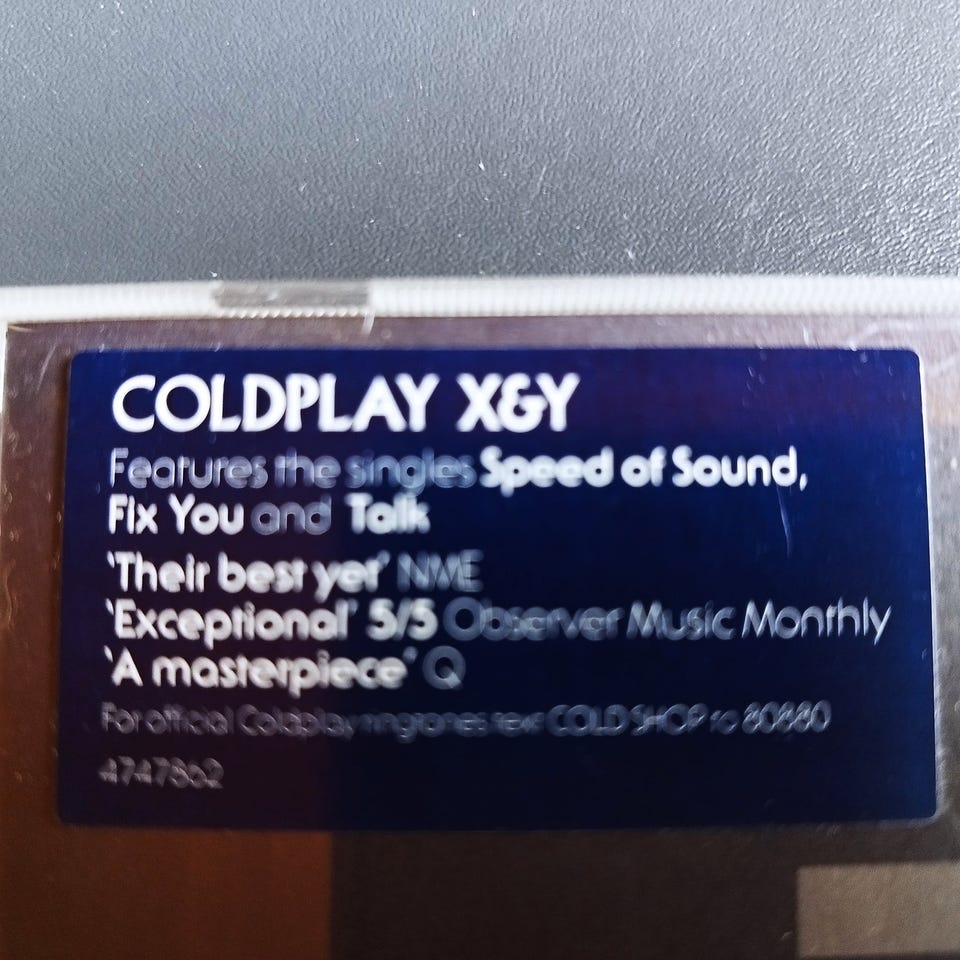 COLDPLAY X&Y
Features the singles Speed of Sound,
Fix You and Talk
'Their best yet' NME
'Exceptional' 5/5 Observer Music Monthly
'A masterpiece' Q
For official Coldplay ringtones text COLD SHOP to 80880
4747862